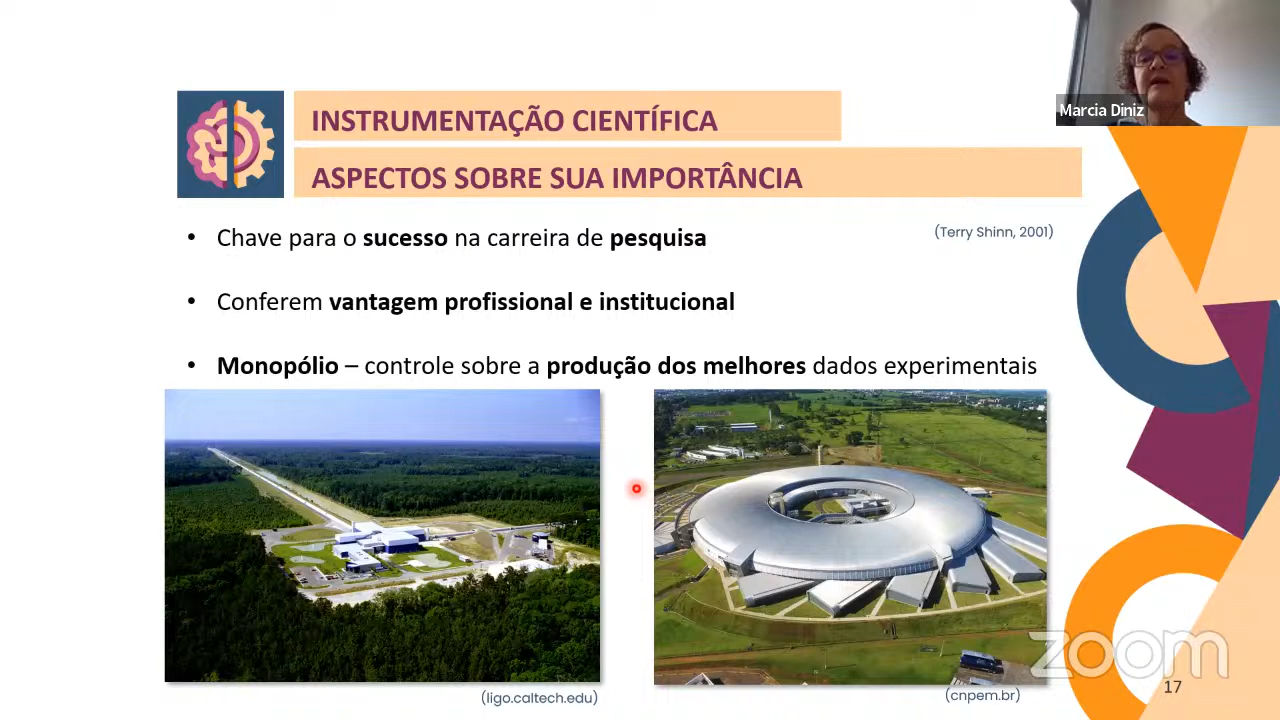 Marcia Diniz
INSTRUMENTAÇÃO CIENTÍFICA
ASPECTOS SOBRE SUA IMPORTÂNCIA
• Chave para o sucesso na carreira de pesquisa
(Terry Shinn, 2001)
• Conferem vantagem profissional e institucional
• Monopólio – controle sobre a produção dos melhores dados experimentais
(ligo.caltech.edu)
(cnpem.br)
zoom
17